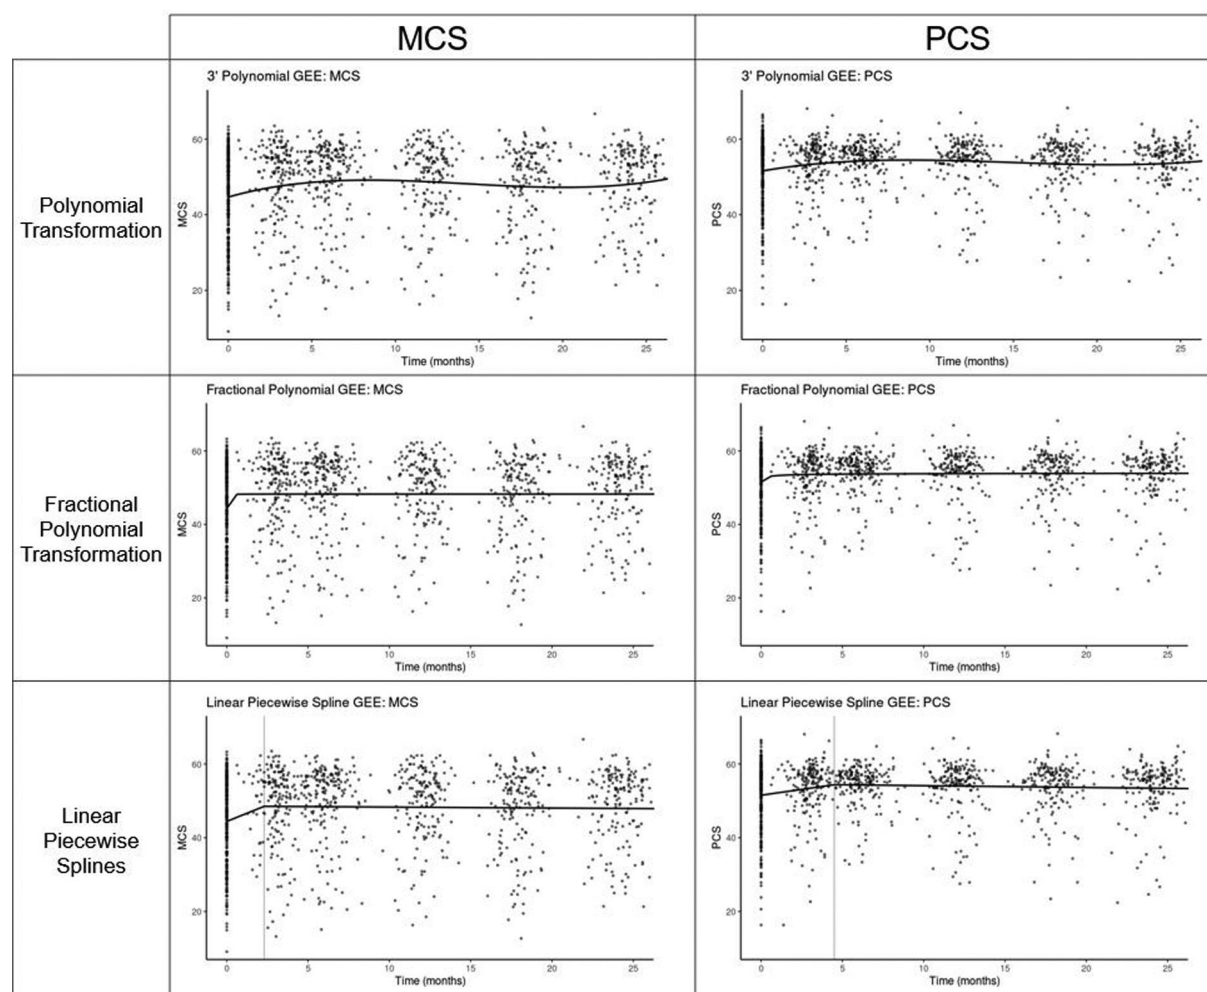 MCS
PCS
Polynomial
Transformation
3' Polynomial GEE: MCS
MCS
60
40
20
0
5
10
15
20
25
Time (months)
3' Polynomial GEE: PCS
PCS
60
40
20
0
5
10
15
20
25
Time (months)
Fractional
Polynomial
Transformation
Fractional Polynomial GEE: MCS
MCS
60
40
20
0
5
10
15
20
25
Time (months)
Fractional Polynomial GEE: PCS
PCS
60
40
20
0
5
10
15
20
25
Time (months)
Linear
Piecewise
Splines
Linear Piecewise Spline GEE: MCS
MCS
60
40
20
0
5
10
15
20
25
Time (months)
Linear Piecewise Spline GEE: PCS
PCS
60
40
20
0
5
10
15
20
25
Time (months)